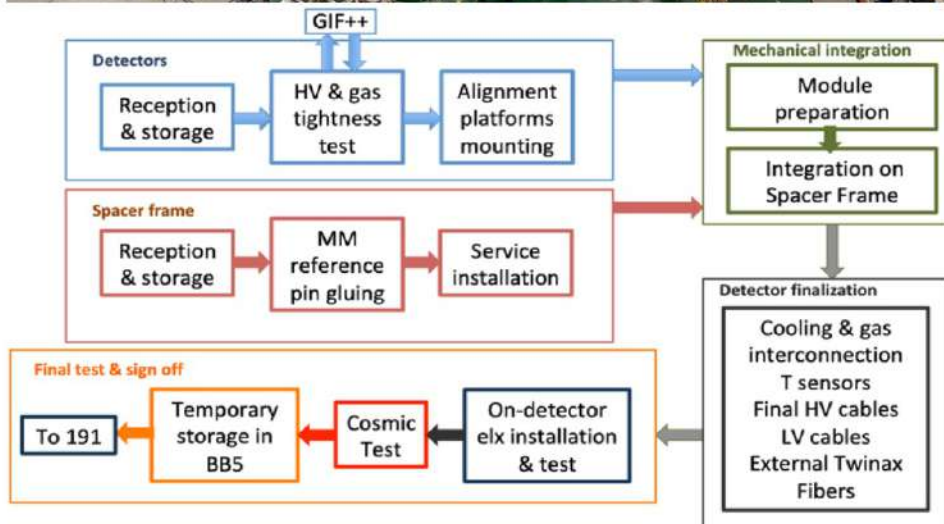 GIF++
Detectors
Reception
& storage
HV & gas
tightness
test
Alignment
platforms
mounting
Mechanical integration
Module
preparation
Integration on
Spacer Frame
Spacer frame
Reception
& storage
MM
reference
pin gluing
Service
installation
Detector finalization
Cooling & gas
interconnection
T sensors
Final HV cables
LV cables
External Twinax
Fibers
Final test & sign off
To 191
Temporary
storage in
BB5
Cosmic
Test
On-detector
elx installation
& test